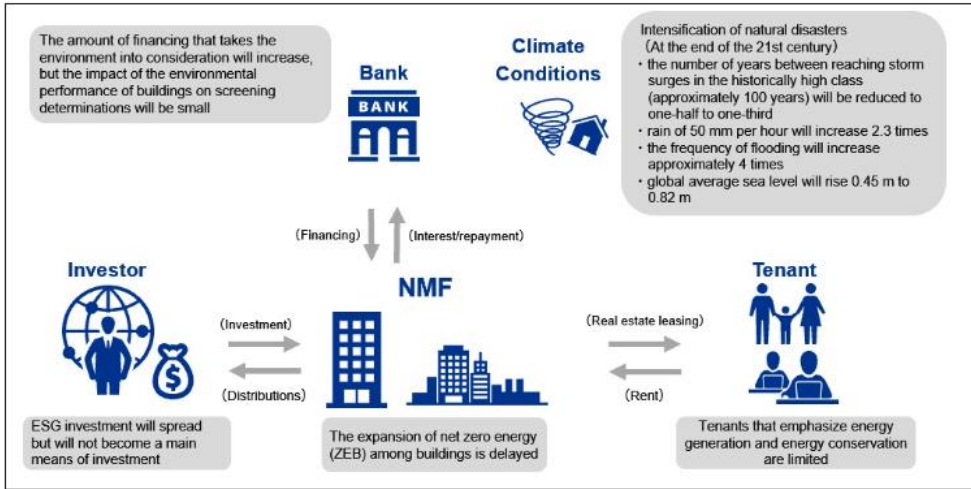 The amount of financing that takes the
environment into consideration will increase,
but the impact of the environmental
performance of buildings on screening
determinations will be small
Bank
BANK
Climate
Conditions
Intensification of natural disasters
(At the end of the 21st century)
・the number of years between reaching storm
surges in the historically high class
(approximately 100 years) will be reduced to
one-half to one-third
・rain of 50 mm per hour will increase 2.3 times
・the frequency of flooding will increase
approximately 4 times
・global average sea level will rise 0.45 m to
0.82 m
(Financing)
(Interest/repayment)
Investor
$
(Investment)
(Distributions)
NMF
(Real estate leasing)
(Rent)
Tenant
ESG investment will spread
but will not become a main
means of investment
The expansion of net zero energy
(ZEB) among buildings is delayed
Tenants that emphasize energy
generation and energy conservation
are limited